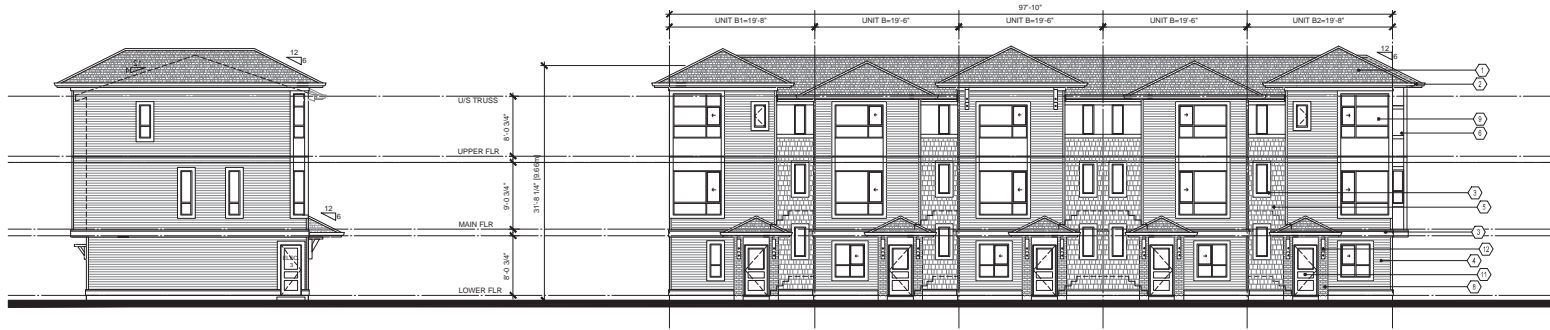 97'-10"
UNIT B1=19'-8"
UNIT B=19'-6"
UNIT B=19'-6"
UNIT B=19'-6"
UNIT B2=19'-8"
12
6
12
6
1
2
U/S TRUSS
8'-0 3/4"
9
6
UPPER FLR
31'-8 1/4" [9.66m]
9'-0 3/4"
3
5
12
6
MAIN FLR
3
12
8'-0 3/4"
4
11
8
LOWER FLR